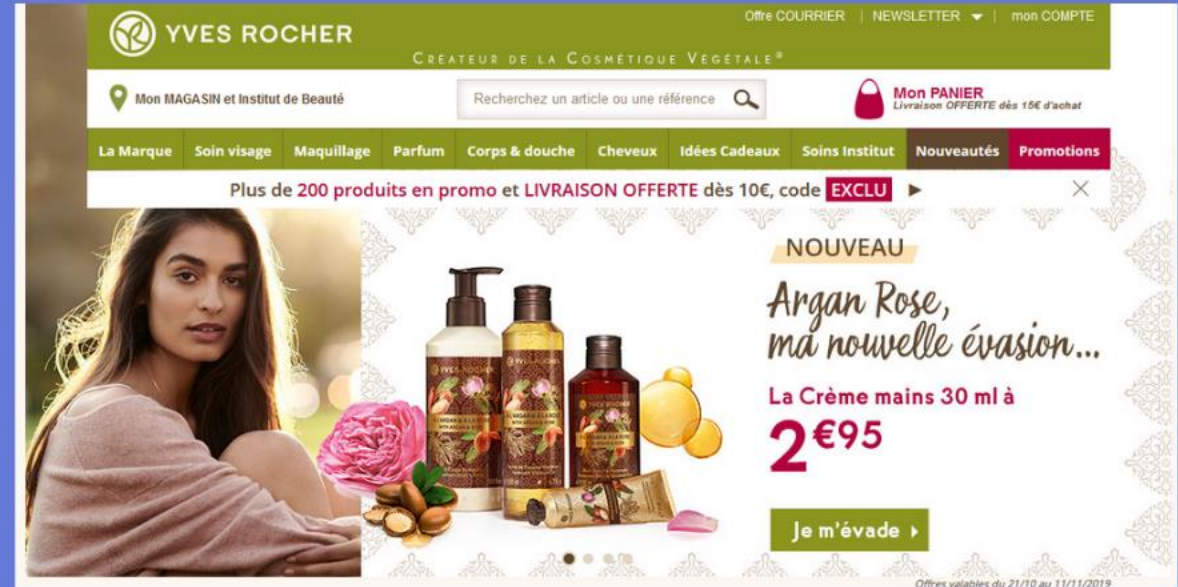 Offre COURRIER | NEWSLETTER | mon COMPTE
YVES ROCHER
CRÉATEUR DE LA COSMÉTIQUE VÉGÉTALE®
Mon MAGASIN et Institut de Beauté
Recherchez un article ou une référence
Mon PANIER
Livraison OFFERTE dès 15€ d'achat
La Marque Soin visage Maquillage Parfum Corps & douche Cheveux Idées Cadeaux Soins Institut Nouveautés Promotions
Plus de 200 produits en promo et LIVRAISON OFFERTE dès 10€, code EXCLU
NOUVEAU
Argan Rose,
ma nouvelle évasion...
La Crème mains 30 ml à
2€95
Je m'évade
YVES ROCHER
Offres valables du 21/10 au 11/11/2019